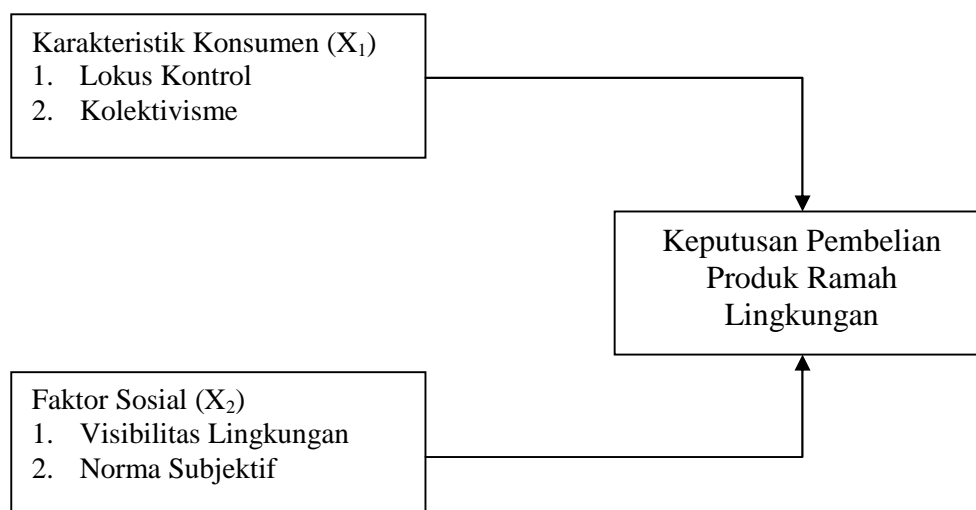 Karakteristik Konsumen (X₁)
1. Lokus Kontrol
2. Kolektivisme
Keputusan Pembelian
Produk Ramah
Lingkungan
Faktor Sosial (X₂)
1. Visibilitas Lingkungan
2. Norma Subjektif